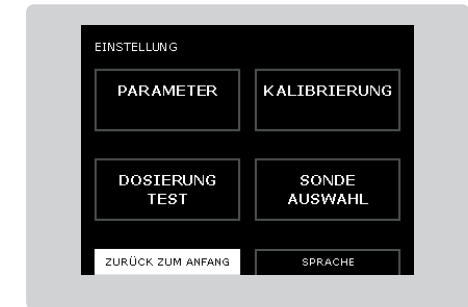 EINSTELLUNG
PARAMETER
KALIBRIERUNG
DOSIERUNG
TEST
SONDE
AUSWAHL
ZURÜCK ZUM ANFANG
SPRACHE